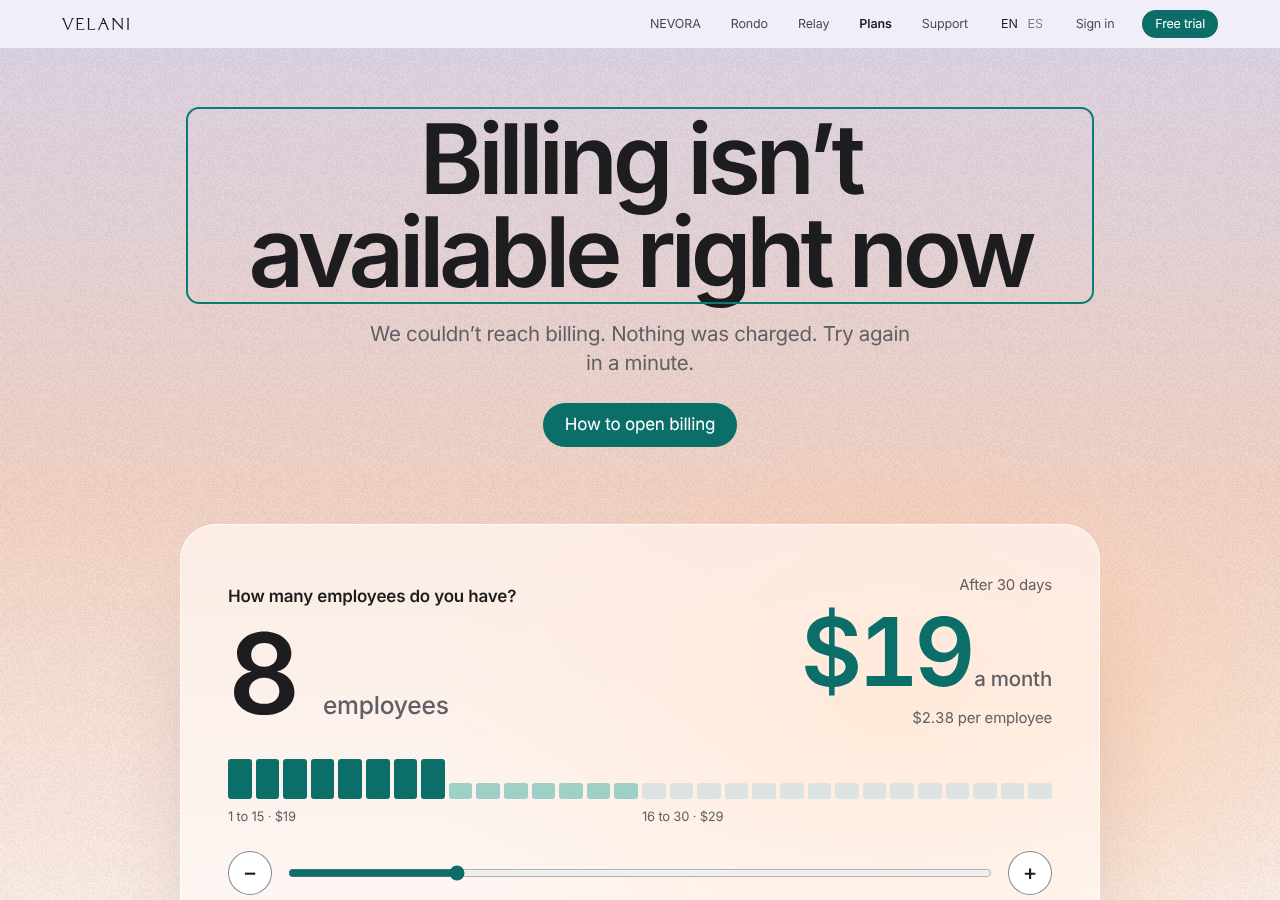 VELANI
NEVORA Rondo Relay Plans Support EN ES Sign in Free trial
Billing isn’t
available right now
We couldn’t reach billing. Nothing was charged. Try again
in a minute.
How to open billing
How many employees do you have?
8 employees
After 30 days
$19 a month
$2.38 per employee
1 to 15 · $19
16 to 30 · $29
−
+